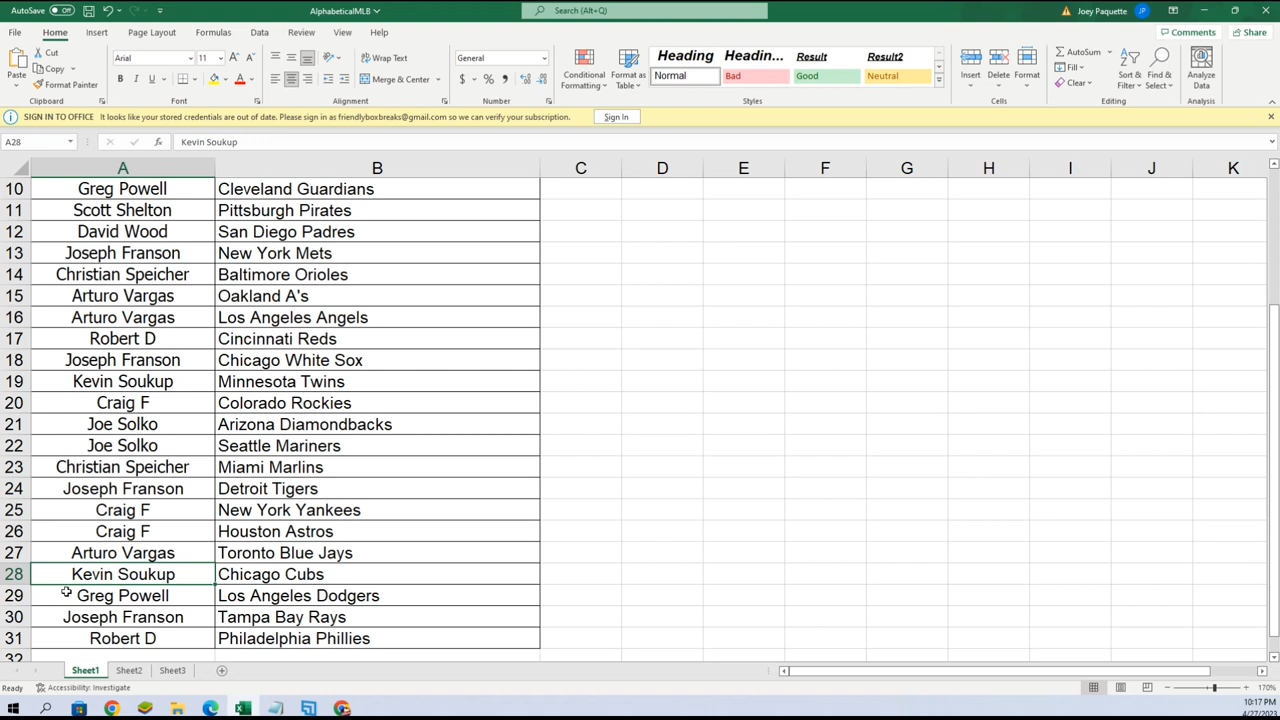 AutoSave Off AlphabeticalMLB Search (Alt+Q) Joey Paquette JP
File Home Insert Page Layout Formulas Data Review View Help Comments Share
Paste Cut Copy Format Painter Clipboard
Arial 11 B I U Font
Wrap Text Merge & Center Alignment
General $ % Number
Conditional Formatting Format as Table
Heading Headin... Result Result2
Normal Bad Good Neutral
Styles
Insert Delete Format Cells
AutoSum Fill Clear Sort & Filter Find & Select Editing
Analyze Data Analysis
SIGN IN TO OFFICE It looks like your stored credentials are out of date. Please sign in as friendlyboxbreaks@gmail.com so we can verify your subscription. Sign In
A28 fx Kevin Soukup
A B C D E F G H I J K
10 Greg Powell Cleveland Guardians
11 Scott Shelton Pittsburgh Pirates
12 David Wood San Diego Padres
13 Joseph Franson New York Mets
14 Christian Speicher Baltimore Orioles
15 Arturo Vargas Oakland A's
16 Arturo Vargas Los Angeles Angels
17 Robert D Cincinnati Reds
18 Joseph Franson Chicago White Sox
19 Kevin Soukup Minnesota Twins
20 Craig F Colorado Rockies
21 Joe Solko Arizona Diamondbacks
22 Joe Solko Seattle Mariners
23 Christian Speicher Miami Marlins
24 Joseph Franson Detroit Tigers
25 Craig F New York Yankees
26 Craig F Houston Astros
27 Arturo Vargas Toronto Blue Jays
28 Kevin Soukup Chicago Cubs
29 Greg Powell Los Angeles Dodgers
30 Joseph Franson Tampa Bay Rays
31 Robert D Philadelphia Phillies
32
Sheet1 Sheet2 Sheet3
Ready Accessibility: Investigate 170%
10:17 PM
4/27/2023